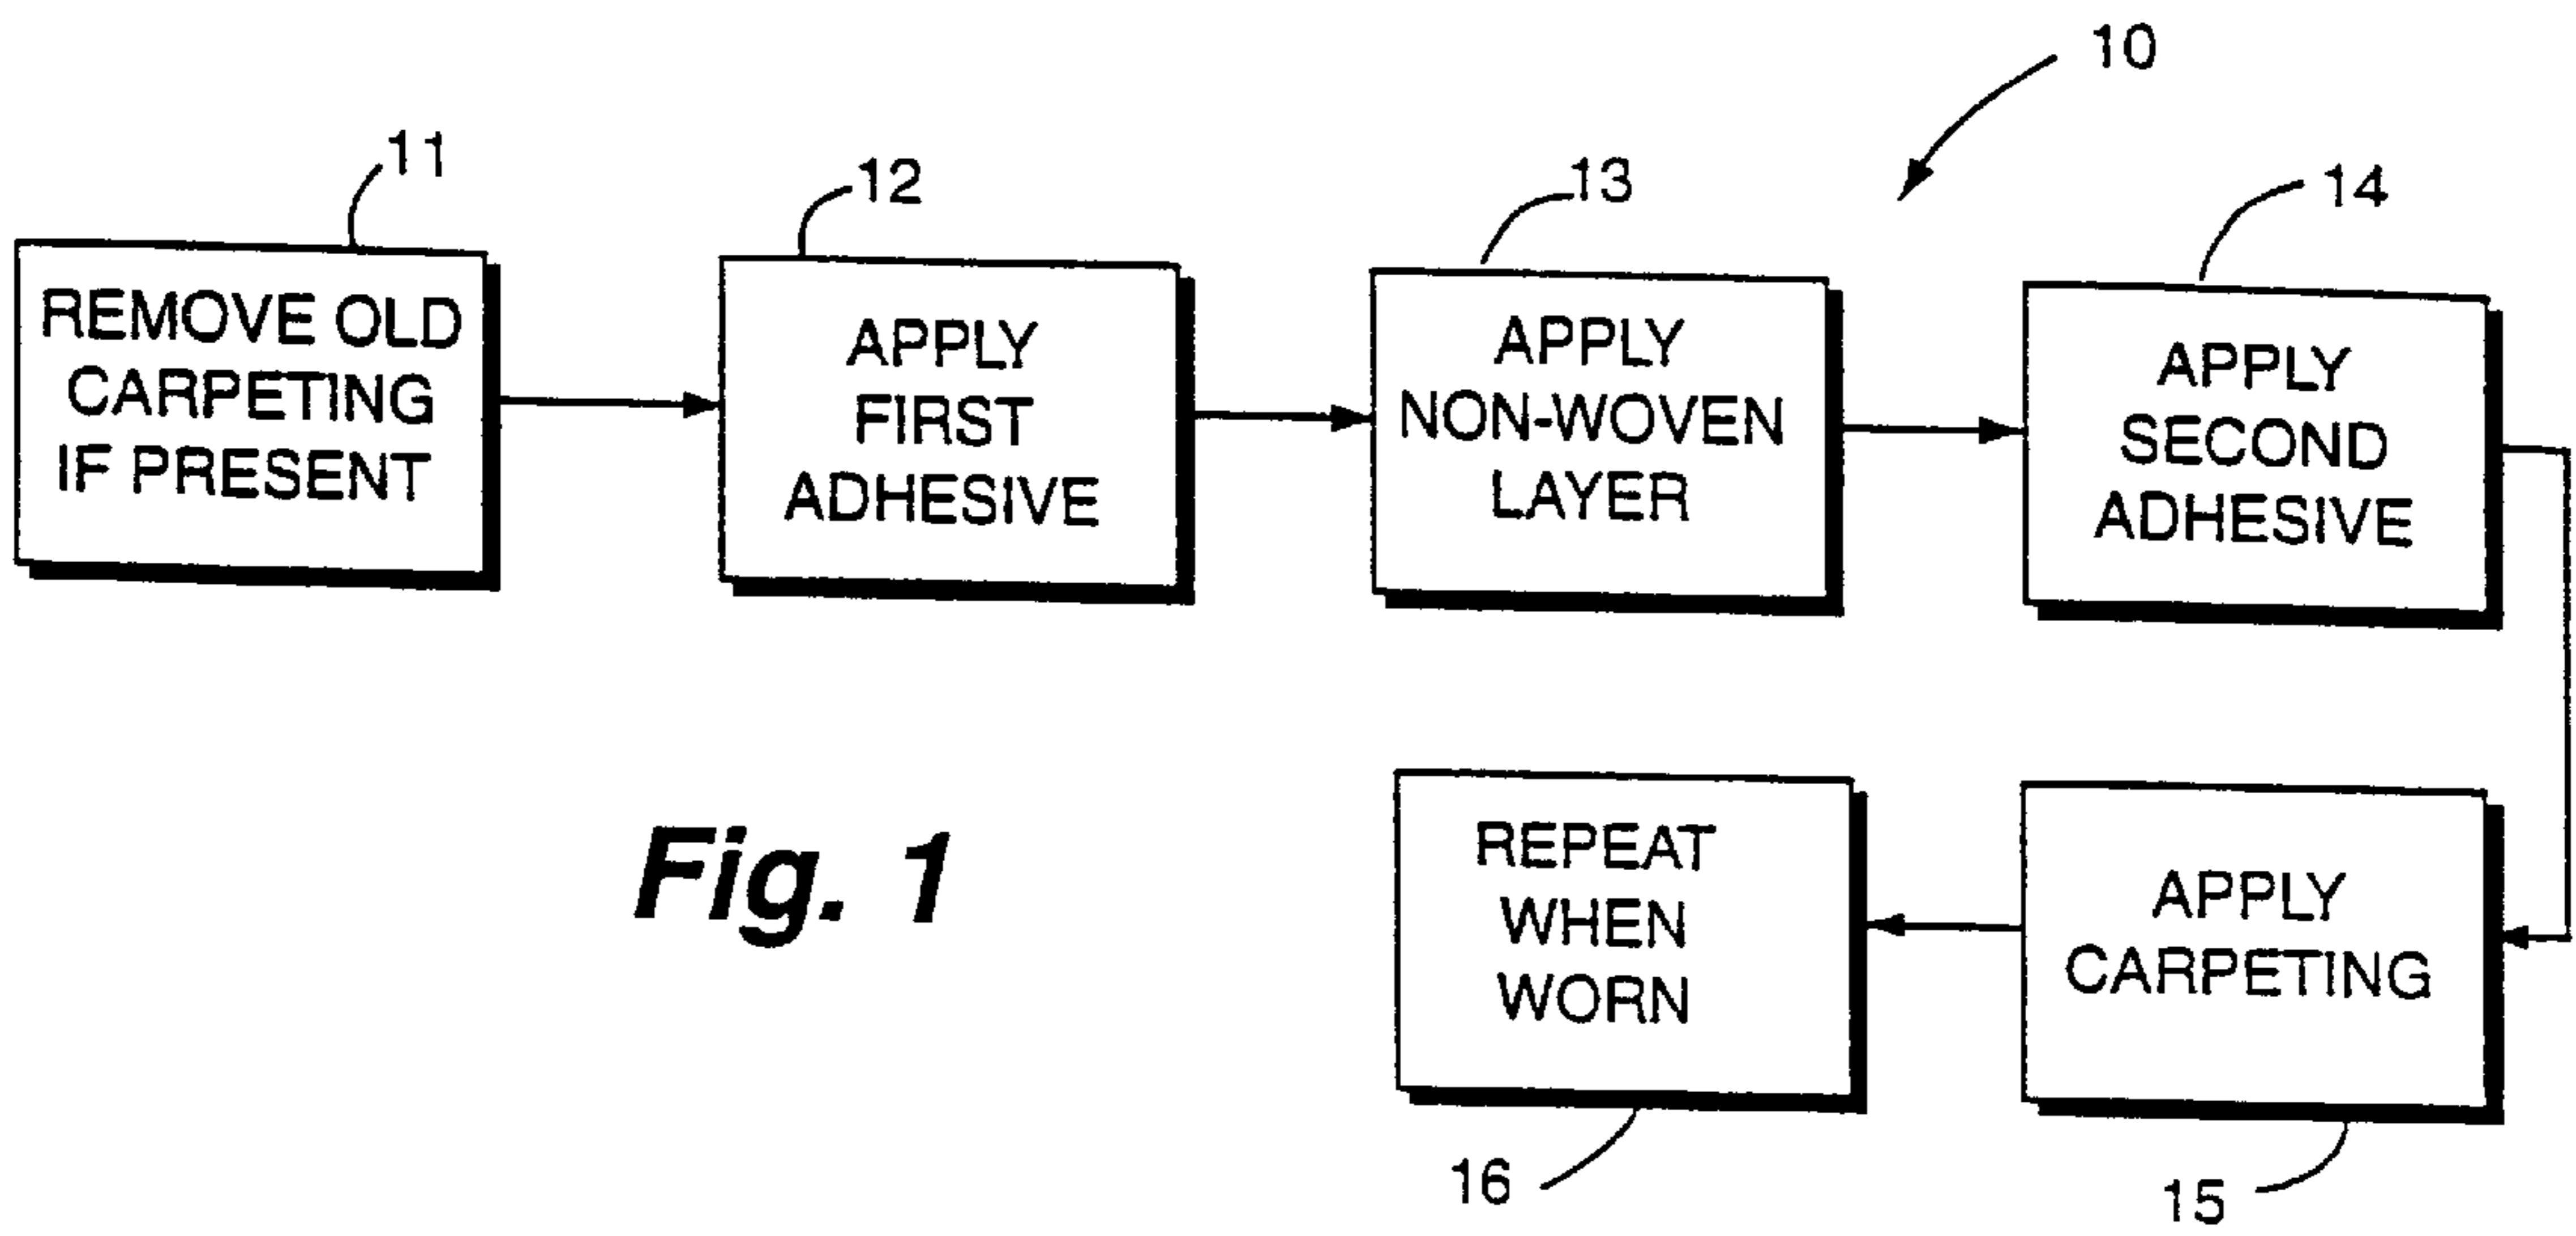 10
11
REMOVE OLD
CARPETING
IF PRESENT
12
APPLY
FIRST
ADHESIVE
13
APPLY
NON-WOVEN
LAYER
14
APPLY
SECOND
ADHESIVE
APPLY
CARPETING
15
REPEAT
WHEN
WORN
16
Fig. 1